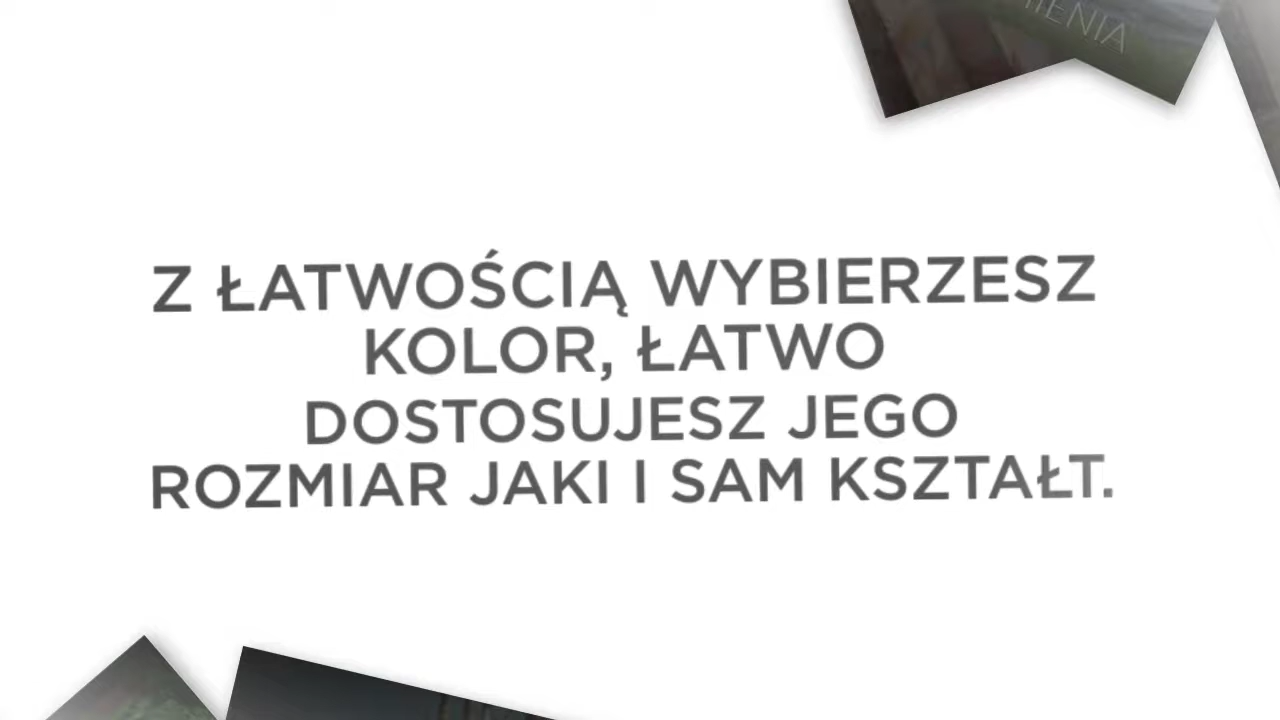 Z ŁATWOŚCIĄ WYBIERZESZ
KOLOR, ŁATWO
DOSTOSUJESZ JEGO
ROZMIAR JAKI I SAM KSZTAŁT.